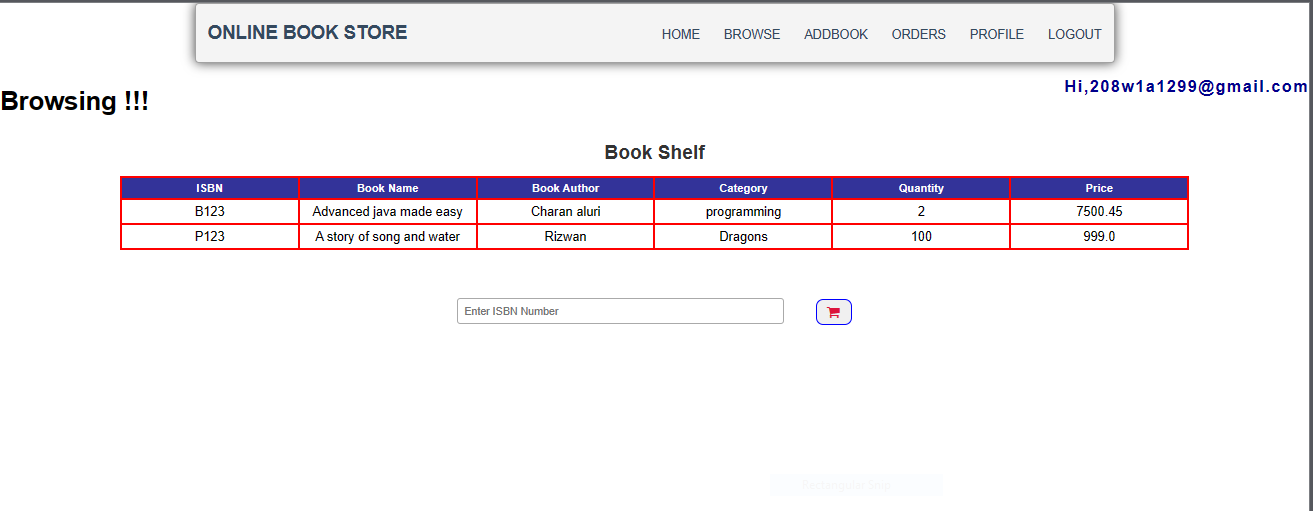 ONLINE BOOK STORE HOME BROWSE ADDBOOK ORDERS PROFILE LOGOUT
Hi,208w1a1299@gmail.com
Browsing !!!
Book Shelf
ISBN Book Name Book Author Category Quantity Price
B123 Advanced java made easy Charan aluri programming 2 7500.45
P123 A story of song and water Rizwan Dragons 100 999.0
Enter ISBN Number
Rectangular Snip